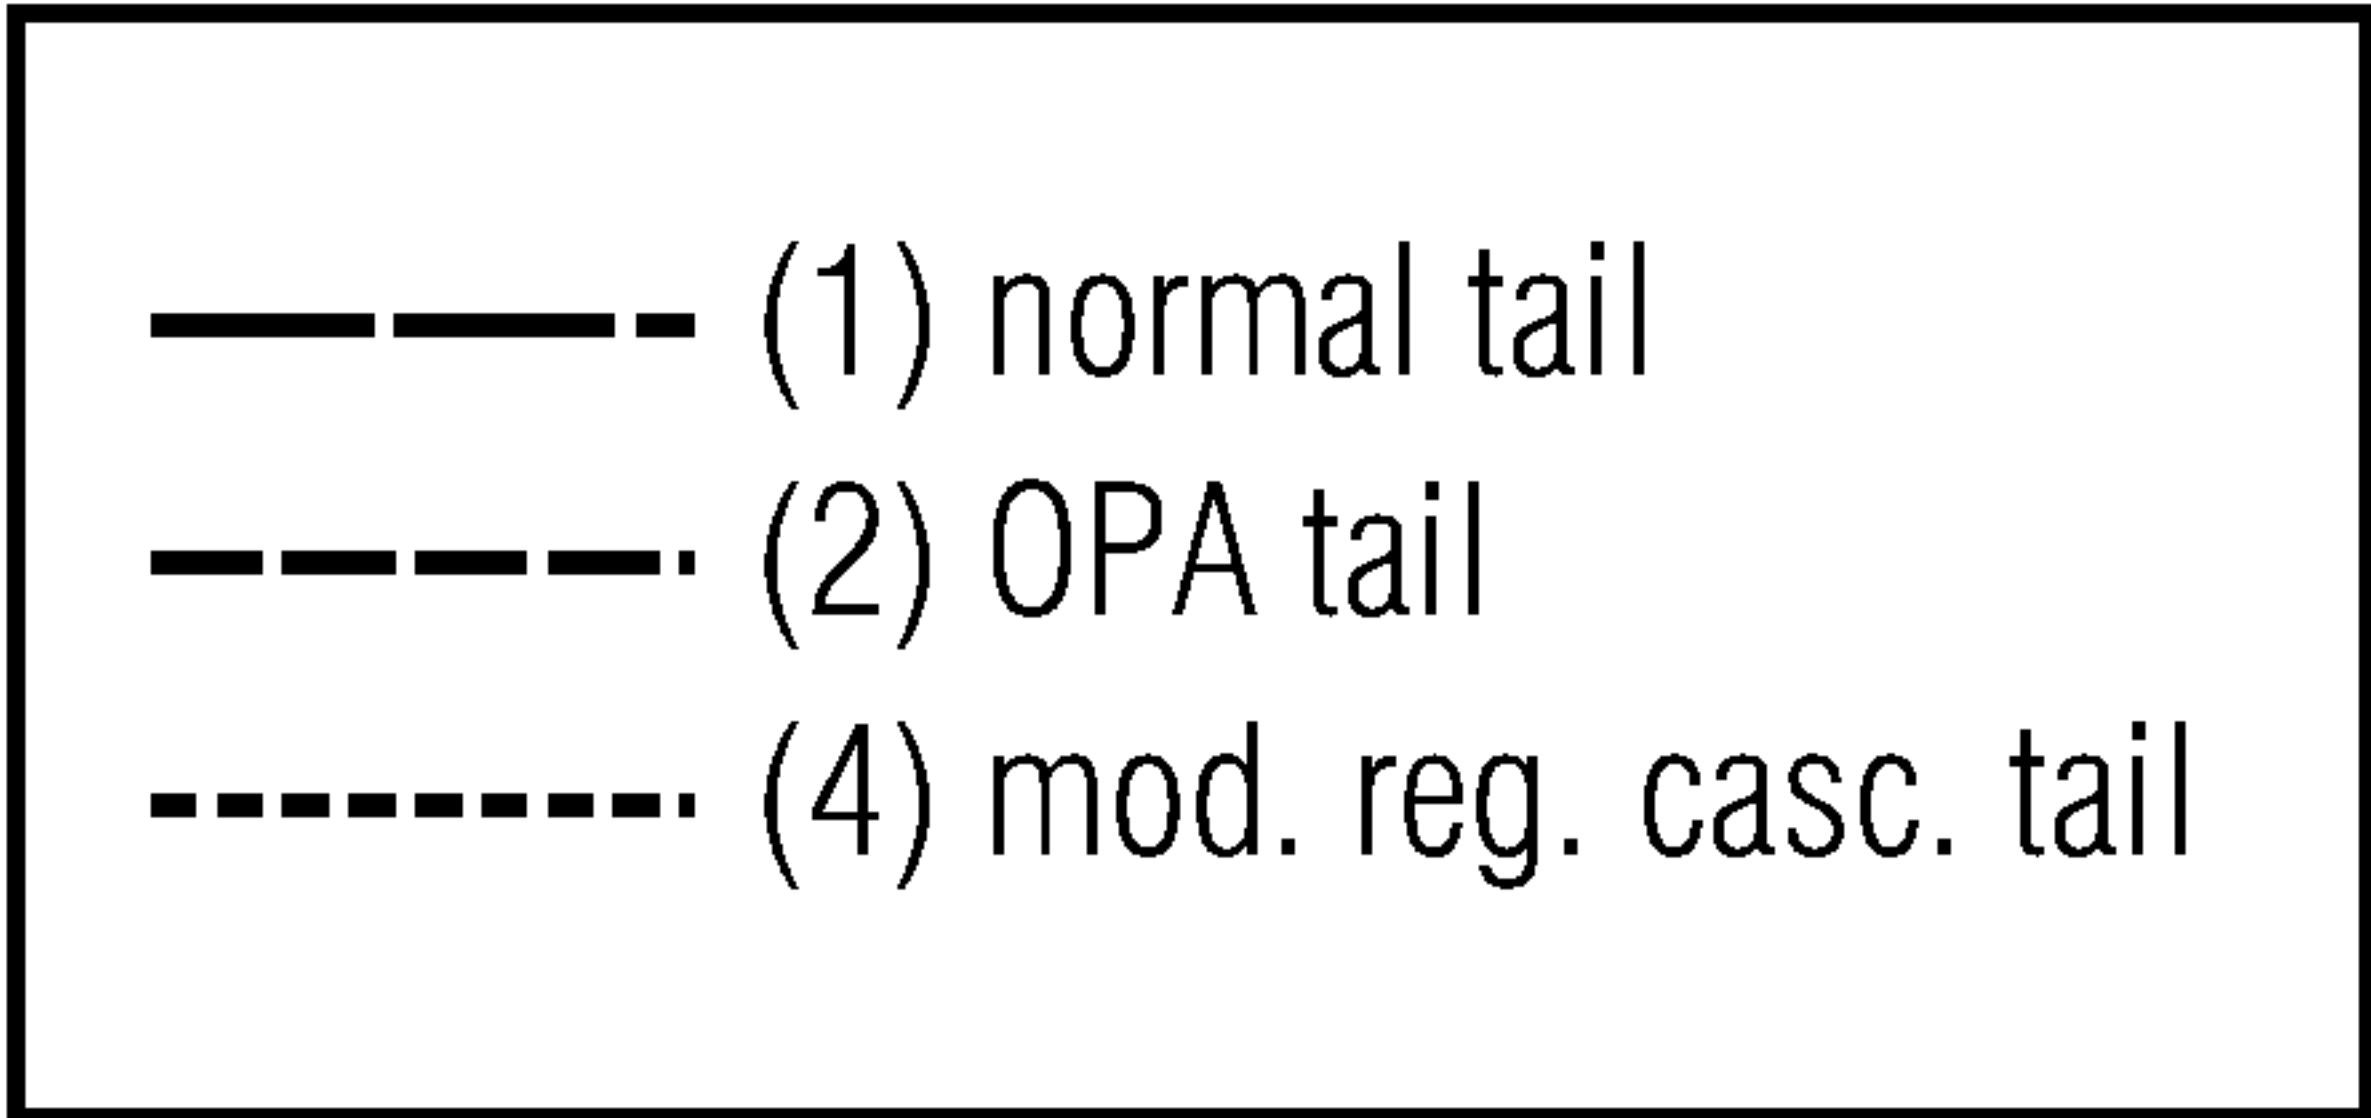 (1) normal tail
(2) OPA tail
(4) mod. reg. casc. tail